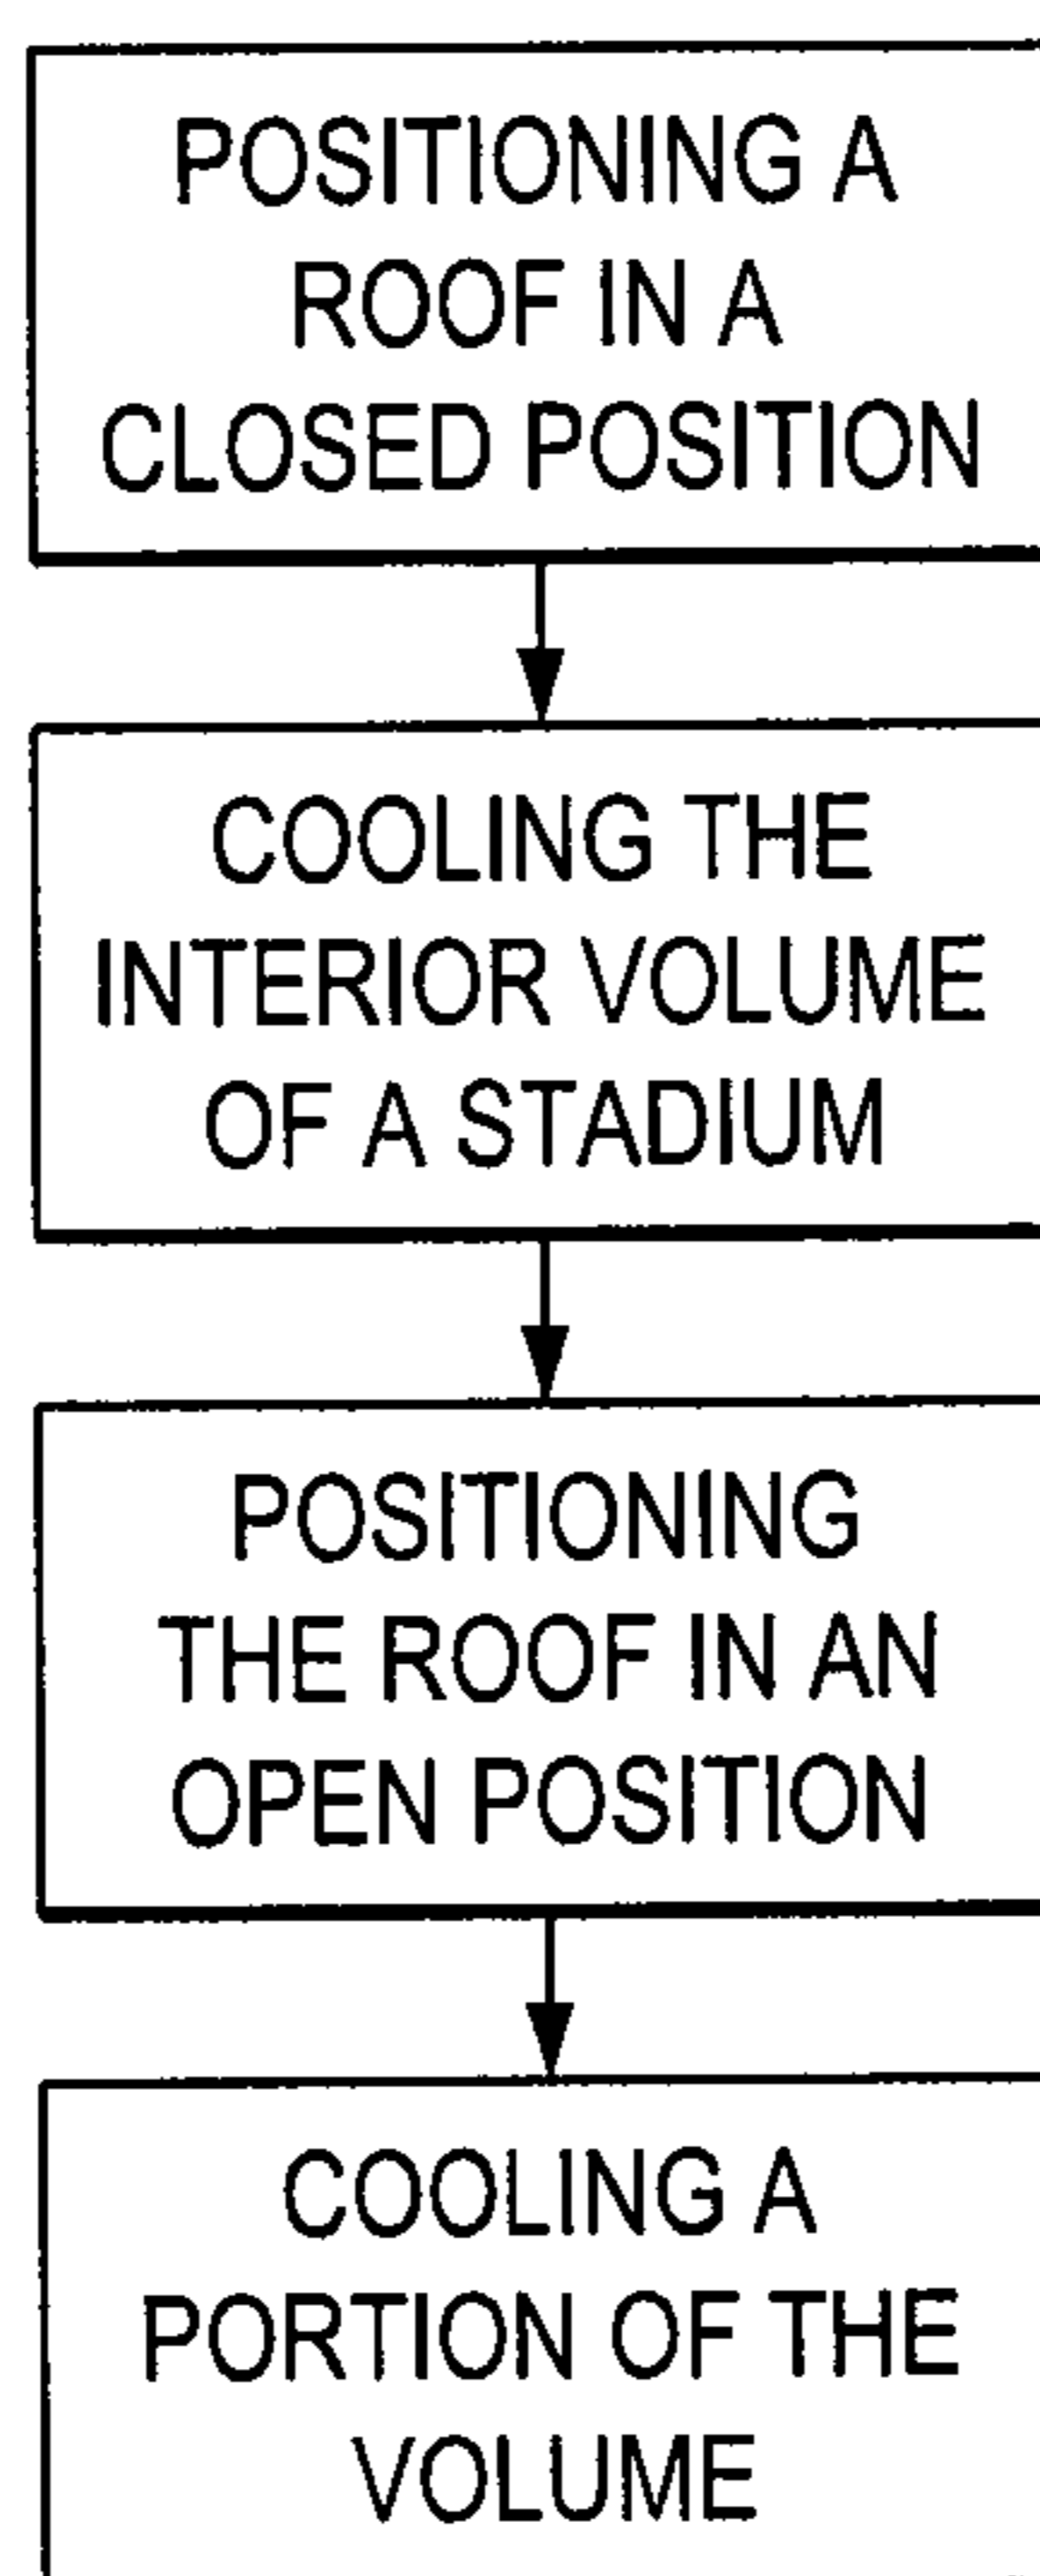 POSITIONING A
ROOF IN A
CLOSED POSITION
COOLING THE
INTERIOR VOLUME
OF A STADIUM
POSITIONING
THE ROOF IN AN
OPEN POSITION
COOLING A
PORTION OF THE
VOLUME